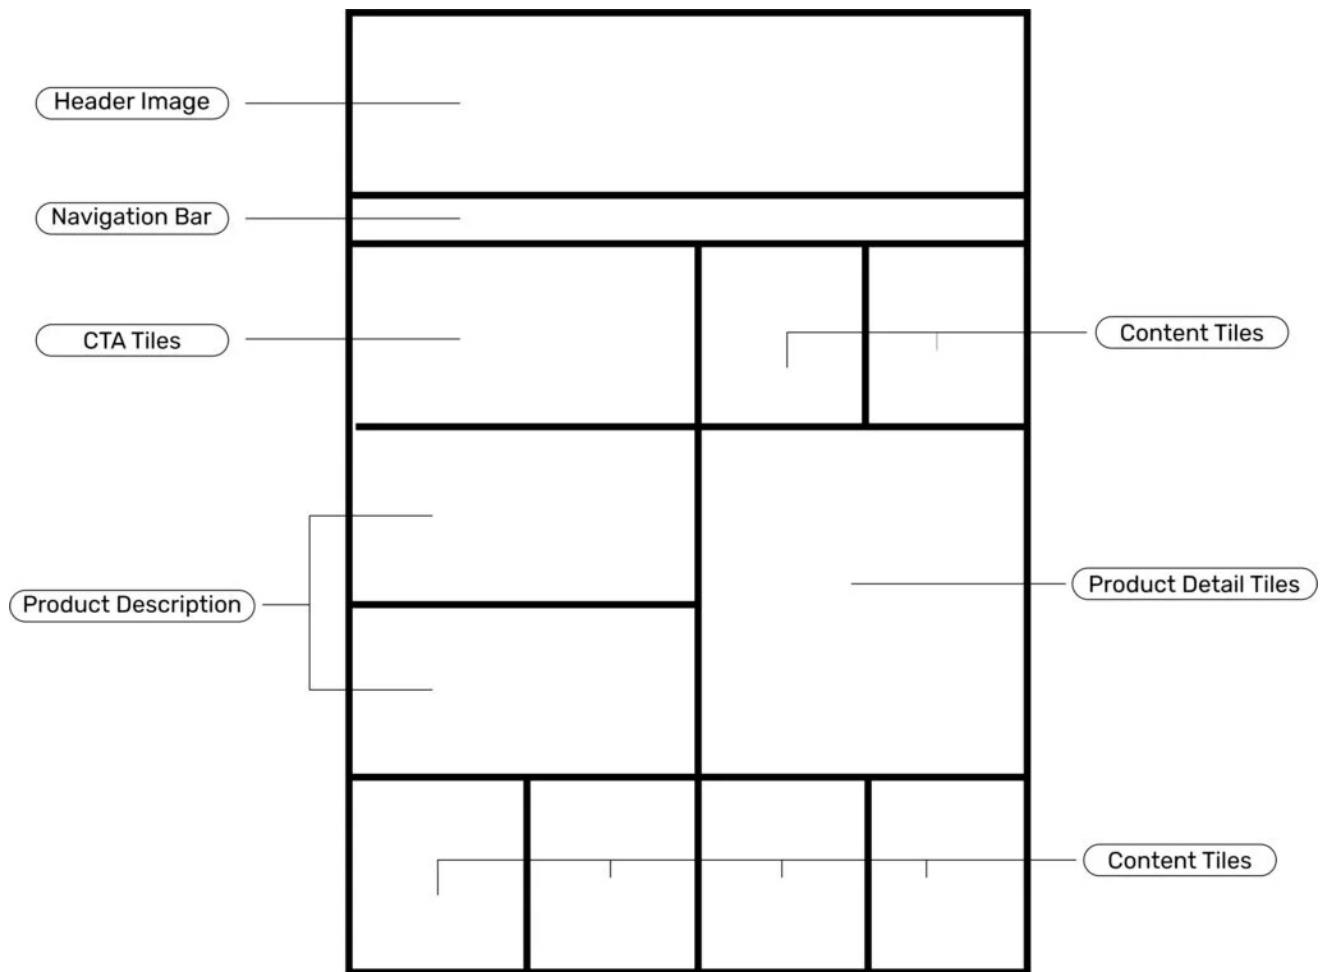 Header Image
Navigation Bar
CTA Tiles
Content Tiles
Product Description
Product Detail Tiles
Content Tiles